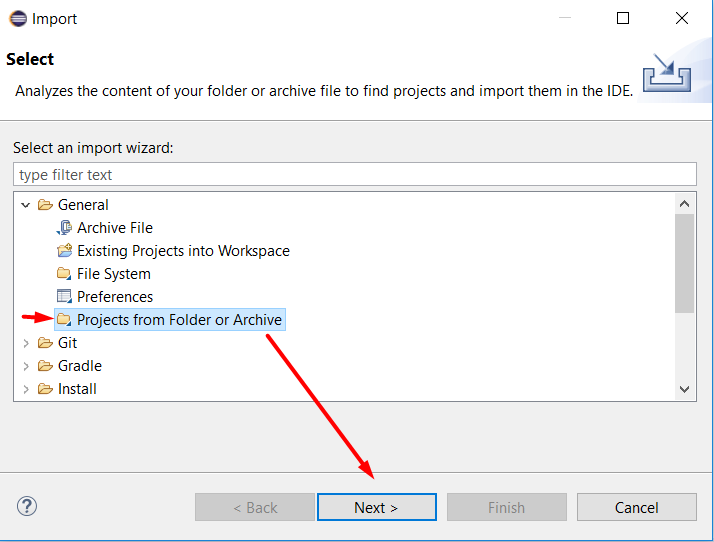 Import
Select
Analyzes the content of your folder or archive file to find projects and import them in the IDE.
Select an import wizard:
type filter text
General
Archive File
Existing Projects into Workspace
File System
Preferences
Projects from Folder or Archive
Git
Gradle
Install
?
< Back
Next >
Finish
Cancel